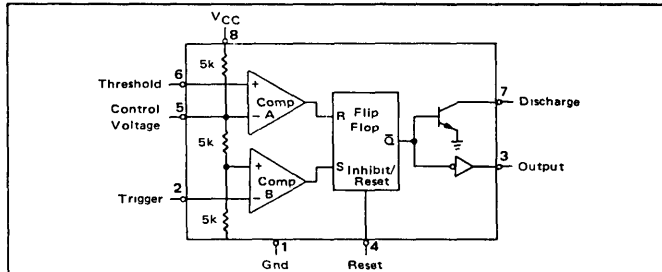 VCC
8
5k
Threshold 6
+
Comp
A
−
R Flip
Flop
7 Discharge
Control
Voltage 5
5k
Q̅
+
Comp
B
−
S Inhibit/
Reset
3 Output
Trigger 2
5k
1
Gnd
4
Reset